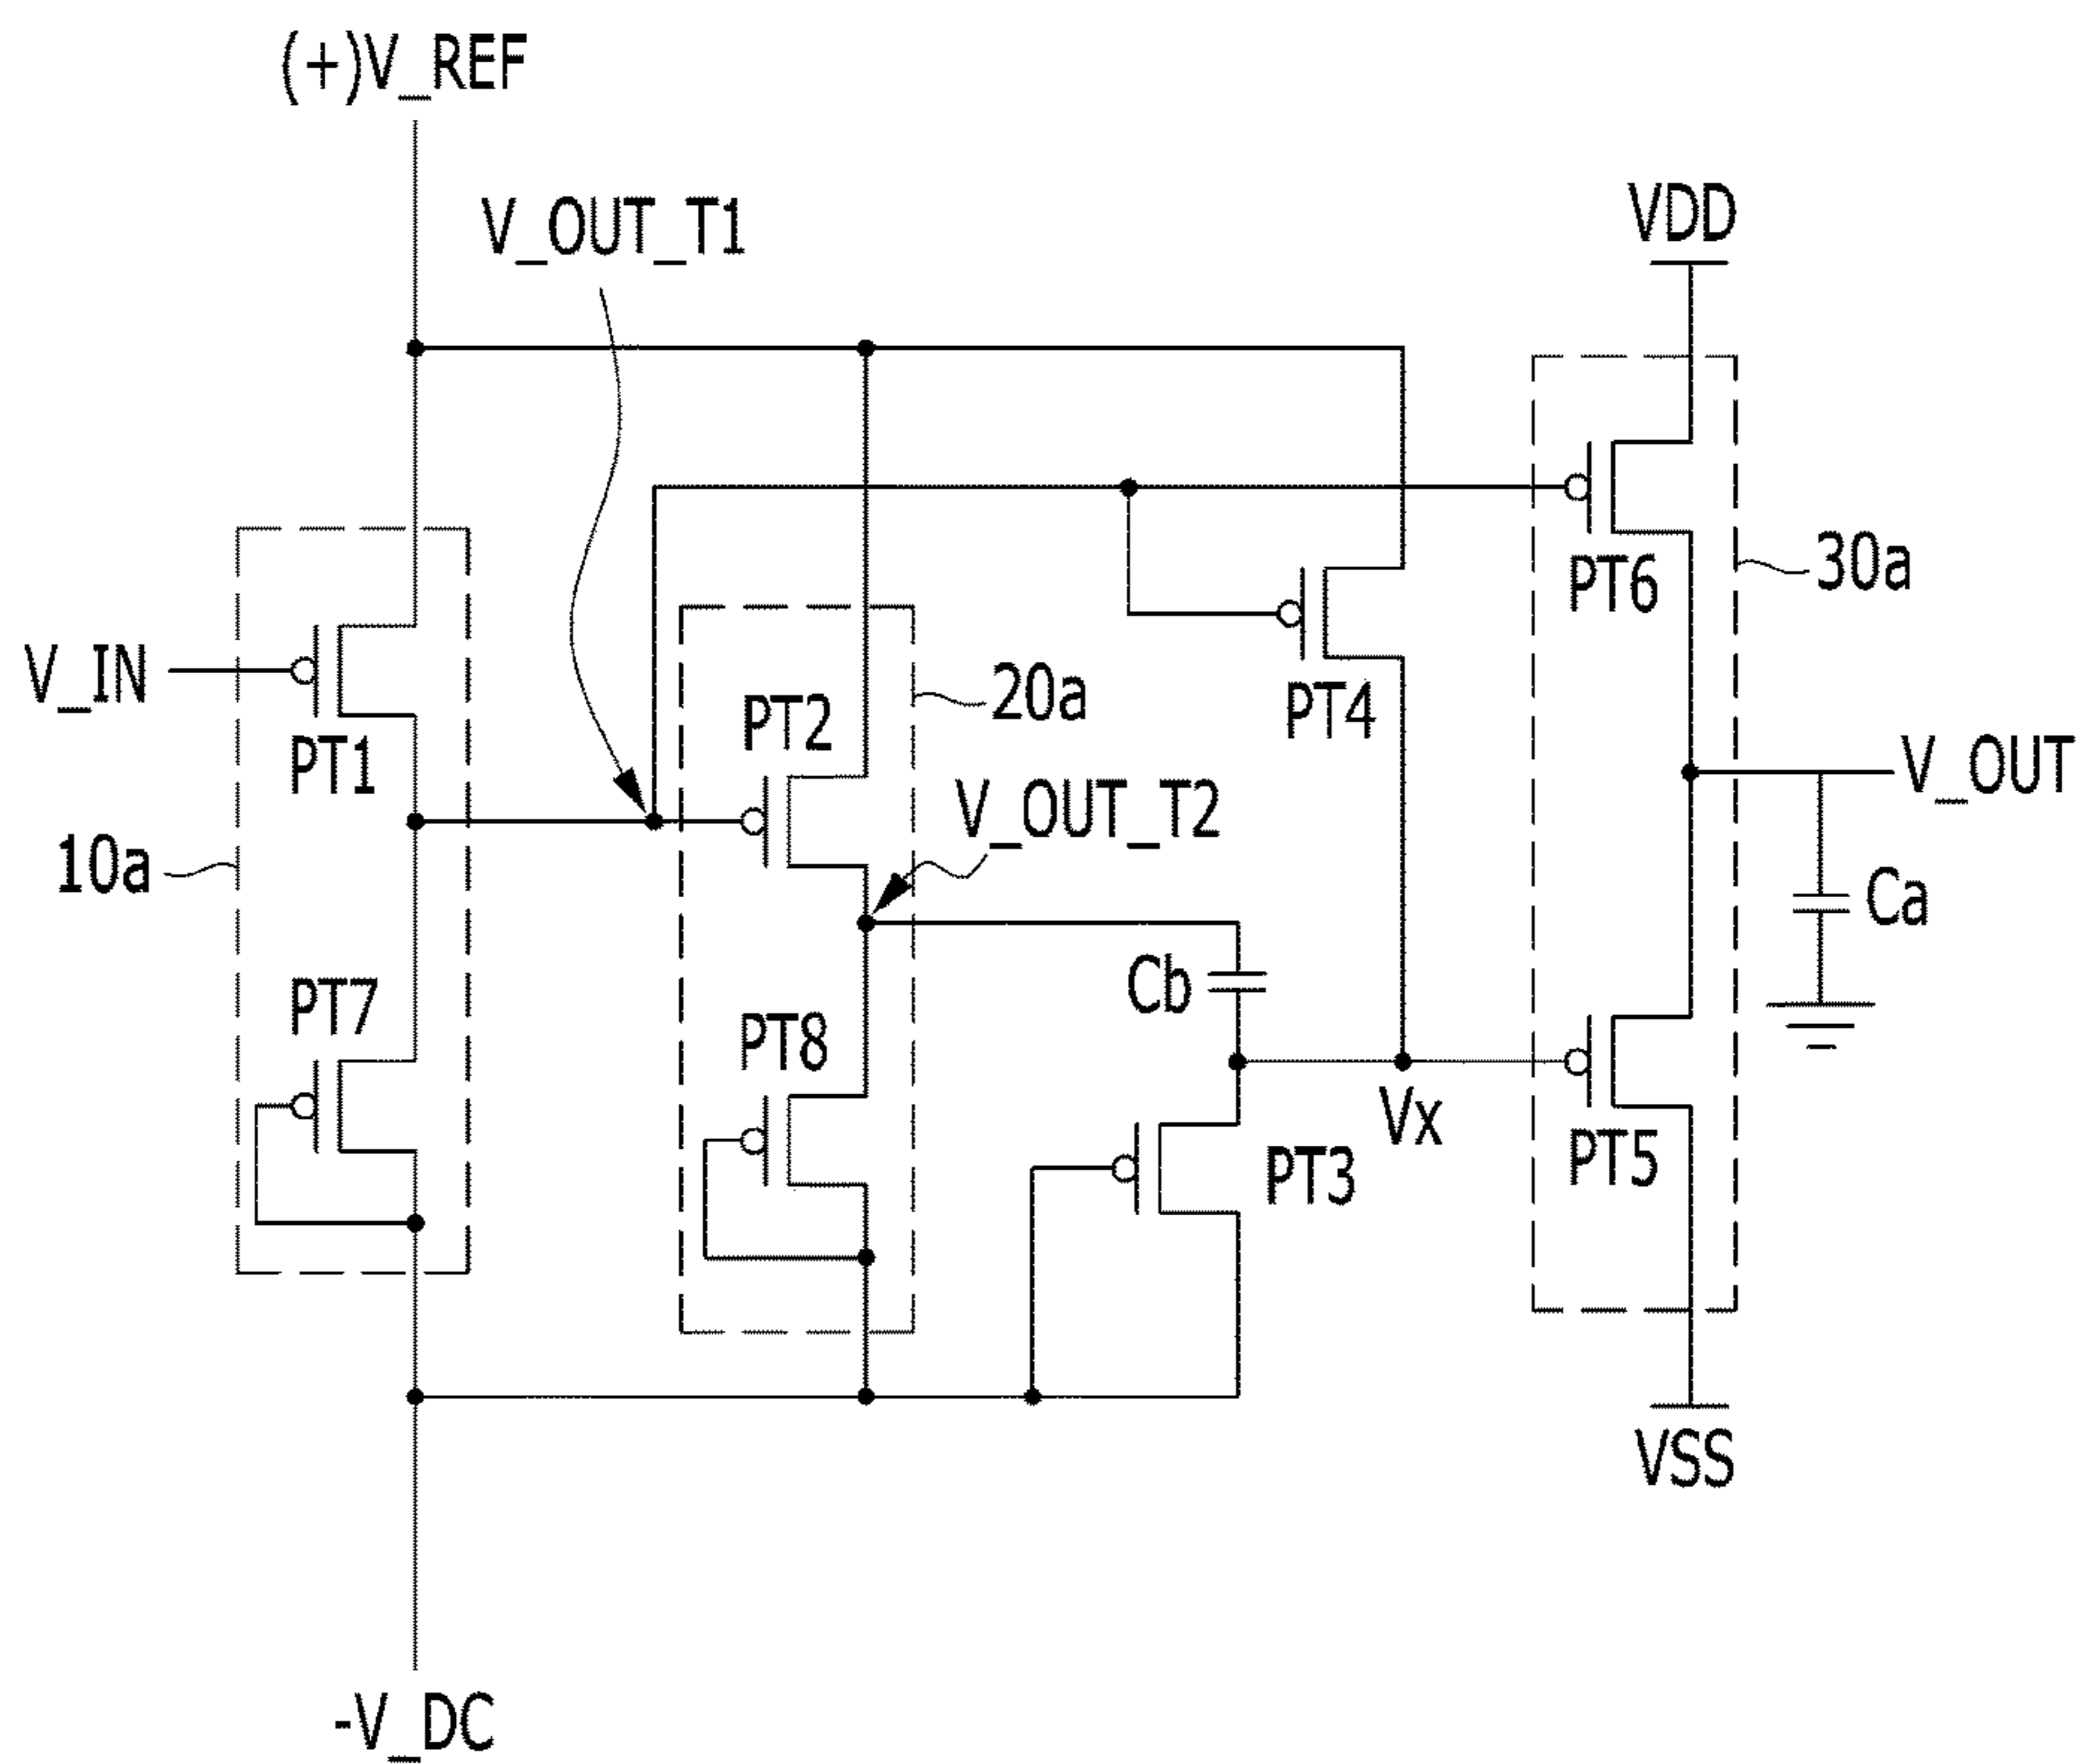 (+)V_REF
V_OUT_T1
VDD
V_IN
PT1
PT2
20a
PT4
PT6
30a
V_OUT_T2
V_OUT
10a
Ca
PT7
PT8
Cb
Vx
PT3
PT5
VSS
-V_DC